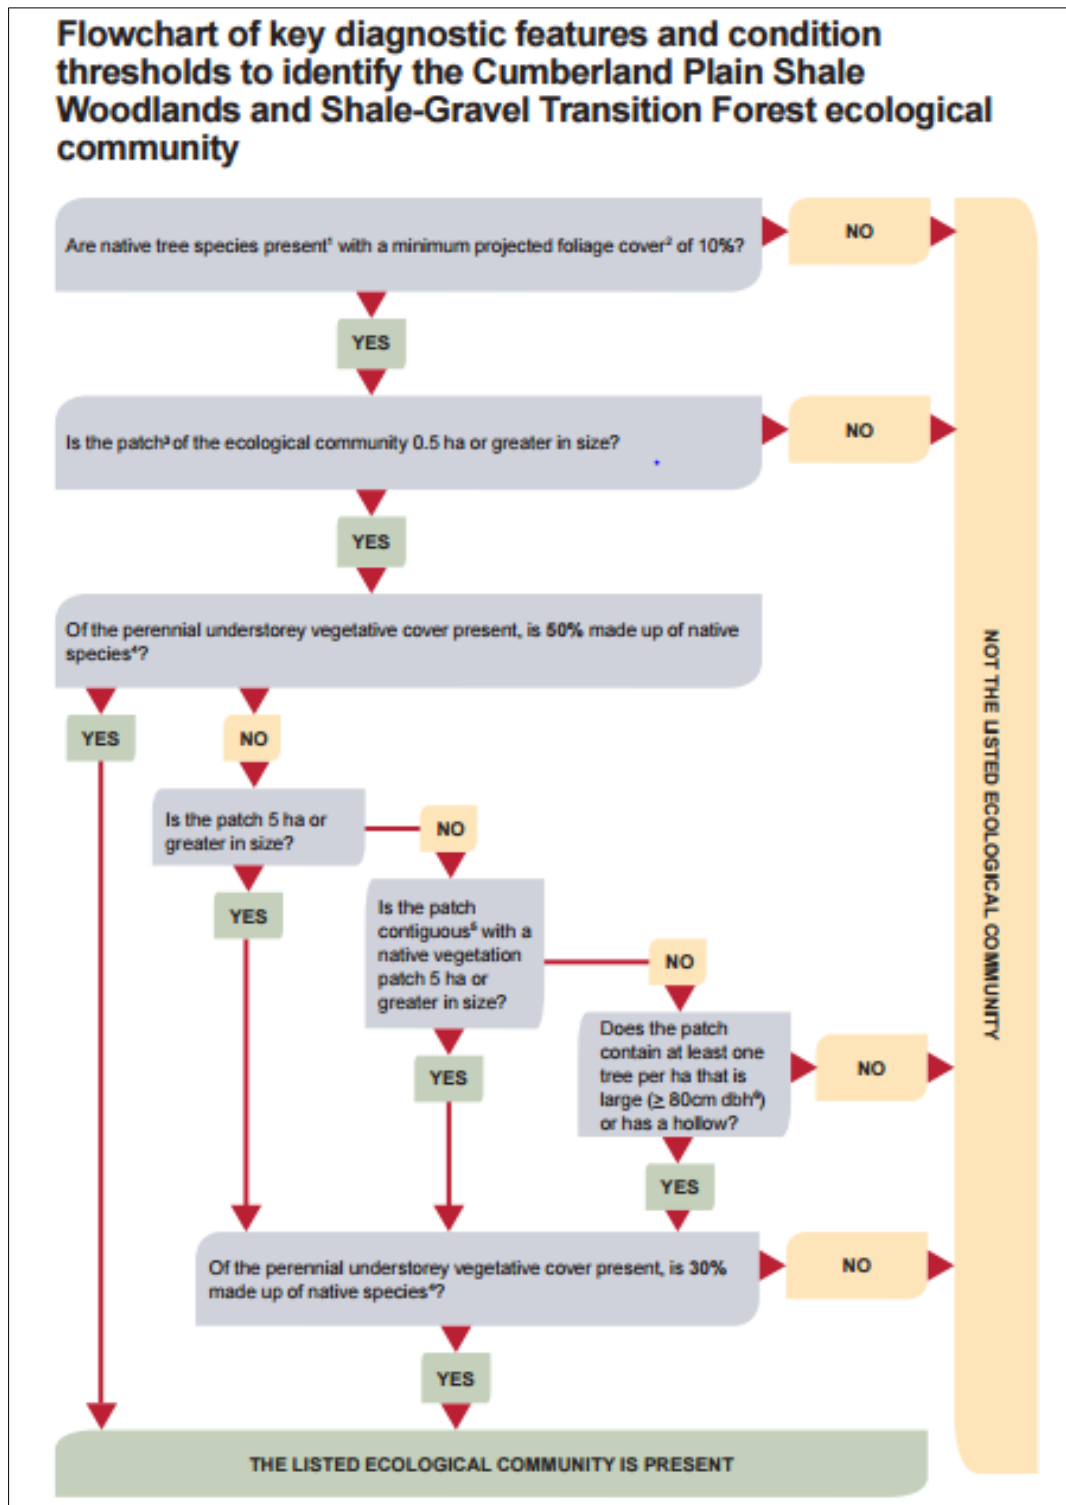 Flowchart of key diagnostic features and condition
thresholds to identify the Cumberland Plain Shale
Woodlands and Shale-Gravel Transition Forest ecological
community
Are native tree species present¹ with a minimum projected foliage cover² of 10%?
NO
YES
Is the patch³ of the ecological community 0.5 ha or greater in size?
NO
YES
Of the perennial understorey vegetative cover present, is 50% made up of native
species⁴?
YES
NO
Is the patch 5 ha or
greater in size?
NO
YES
Is the patch
contiguous⁵ with a
native vegetation
patch 5 ha or
greater in size?
NO
YES
Does the patch
contain at least one
tree per ha that is
large (≥ 80cm dbh⁶)
or has a hollow?
NO
YES
Of the perennial understorey vegetative cover present, is 30%
made up of native species⁴?
NO
YES
THE LISTED ECOLOGICAL COMMUNITY IS PRESENT
NOT THE LISTED ECOLOGICAL COMMUNITY